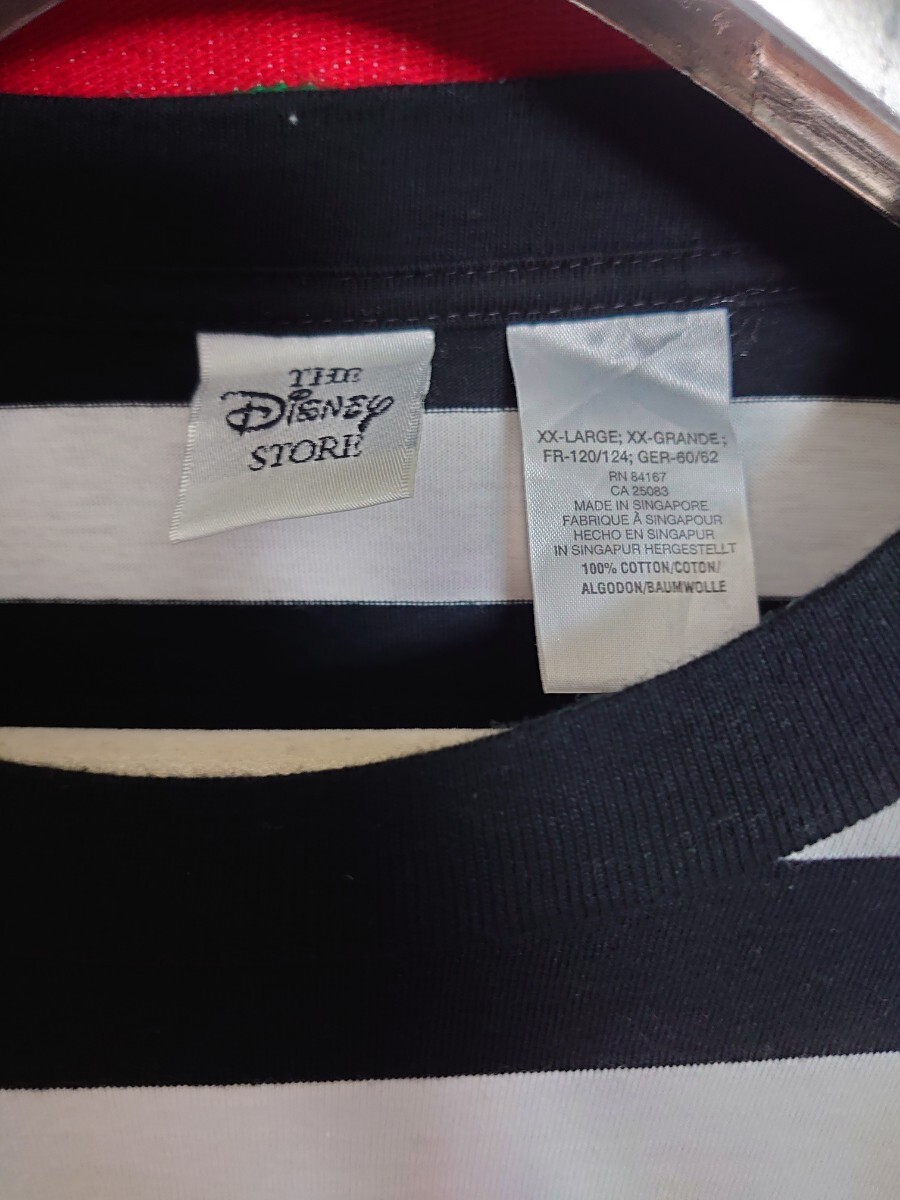 THE
DISNEY
STORE
XX-LARGE; XX-GRANDE;
FR-120/124; GER-60/62
RN 84167
CA 25083
MADE IN SINGAPORE
FABRIQUE À SINGAPOUR
HECHO EN SINGAPUR
IN SINGAPUR HERGESTELLT
100% COTTON/COTON/
ALGODON/BAUMWOLLE